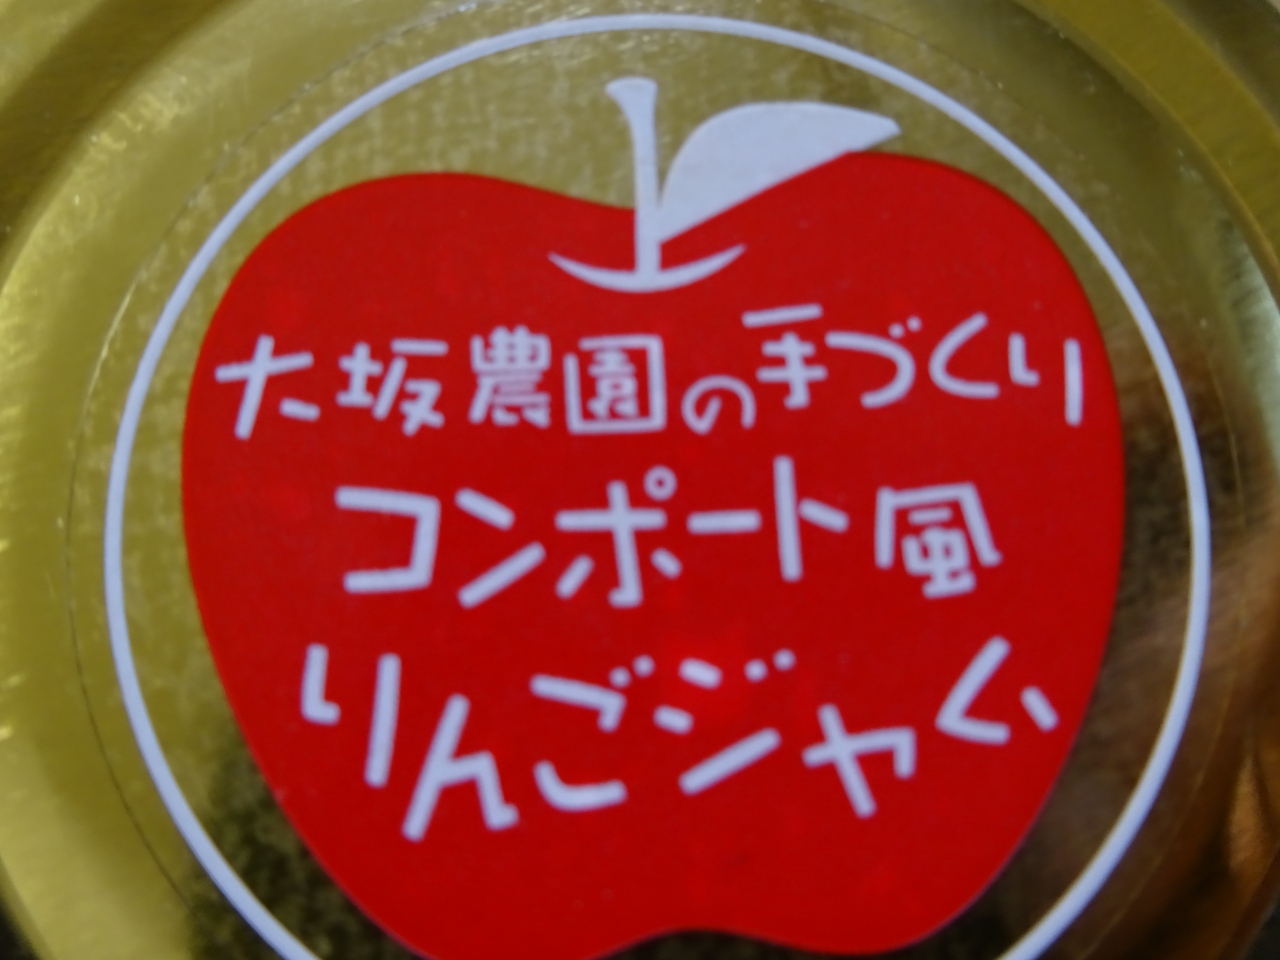 大坂農園の手づくり
コンポート風
りんごジャム